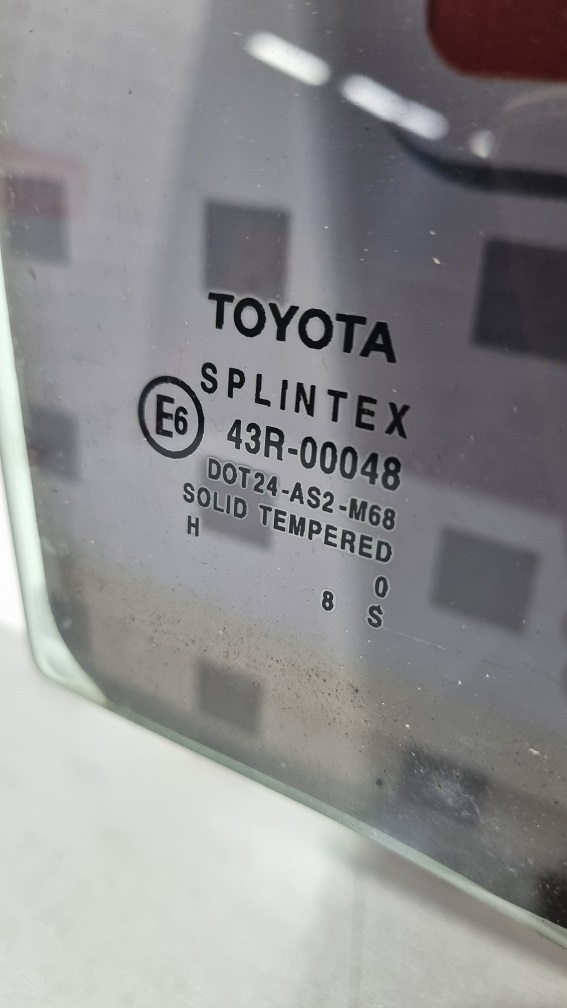 TOYOTA
SPLINTEX
E6 43R-00048
DOT24-AS2-M68
SOLID TEMPERED
H
0
8 $